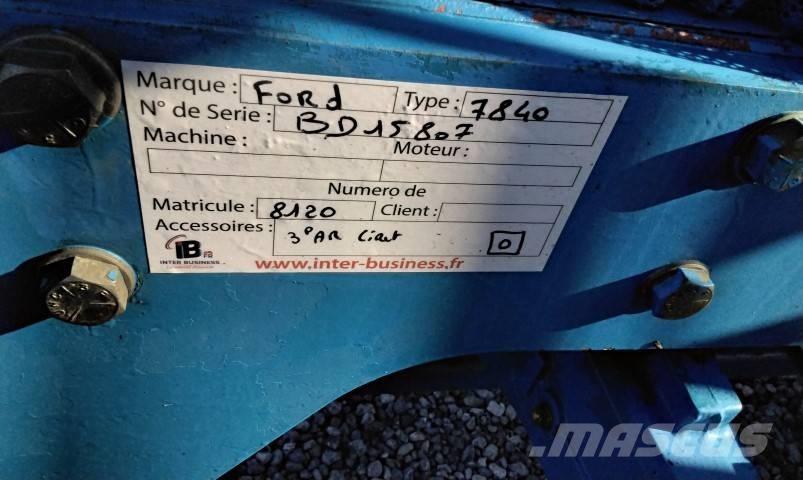 Marque : Ford Type : 7840
N° de Serie : BD15807
Machine : Moteur :
Numero de
Matricule : 8120 Client :
Accessoires : 3° AR 0
IB
INTER BUSINESS
www.inter-business.fr
MASCUS